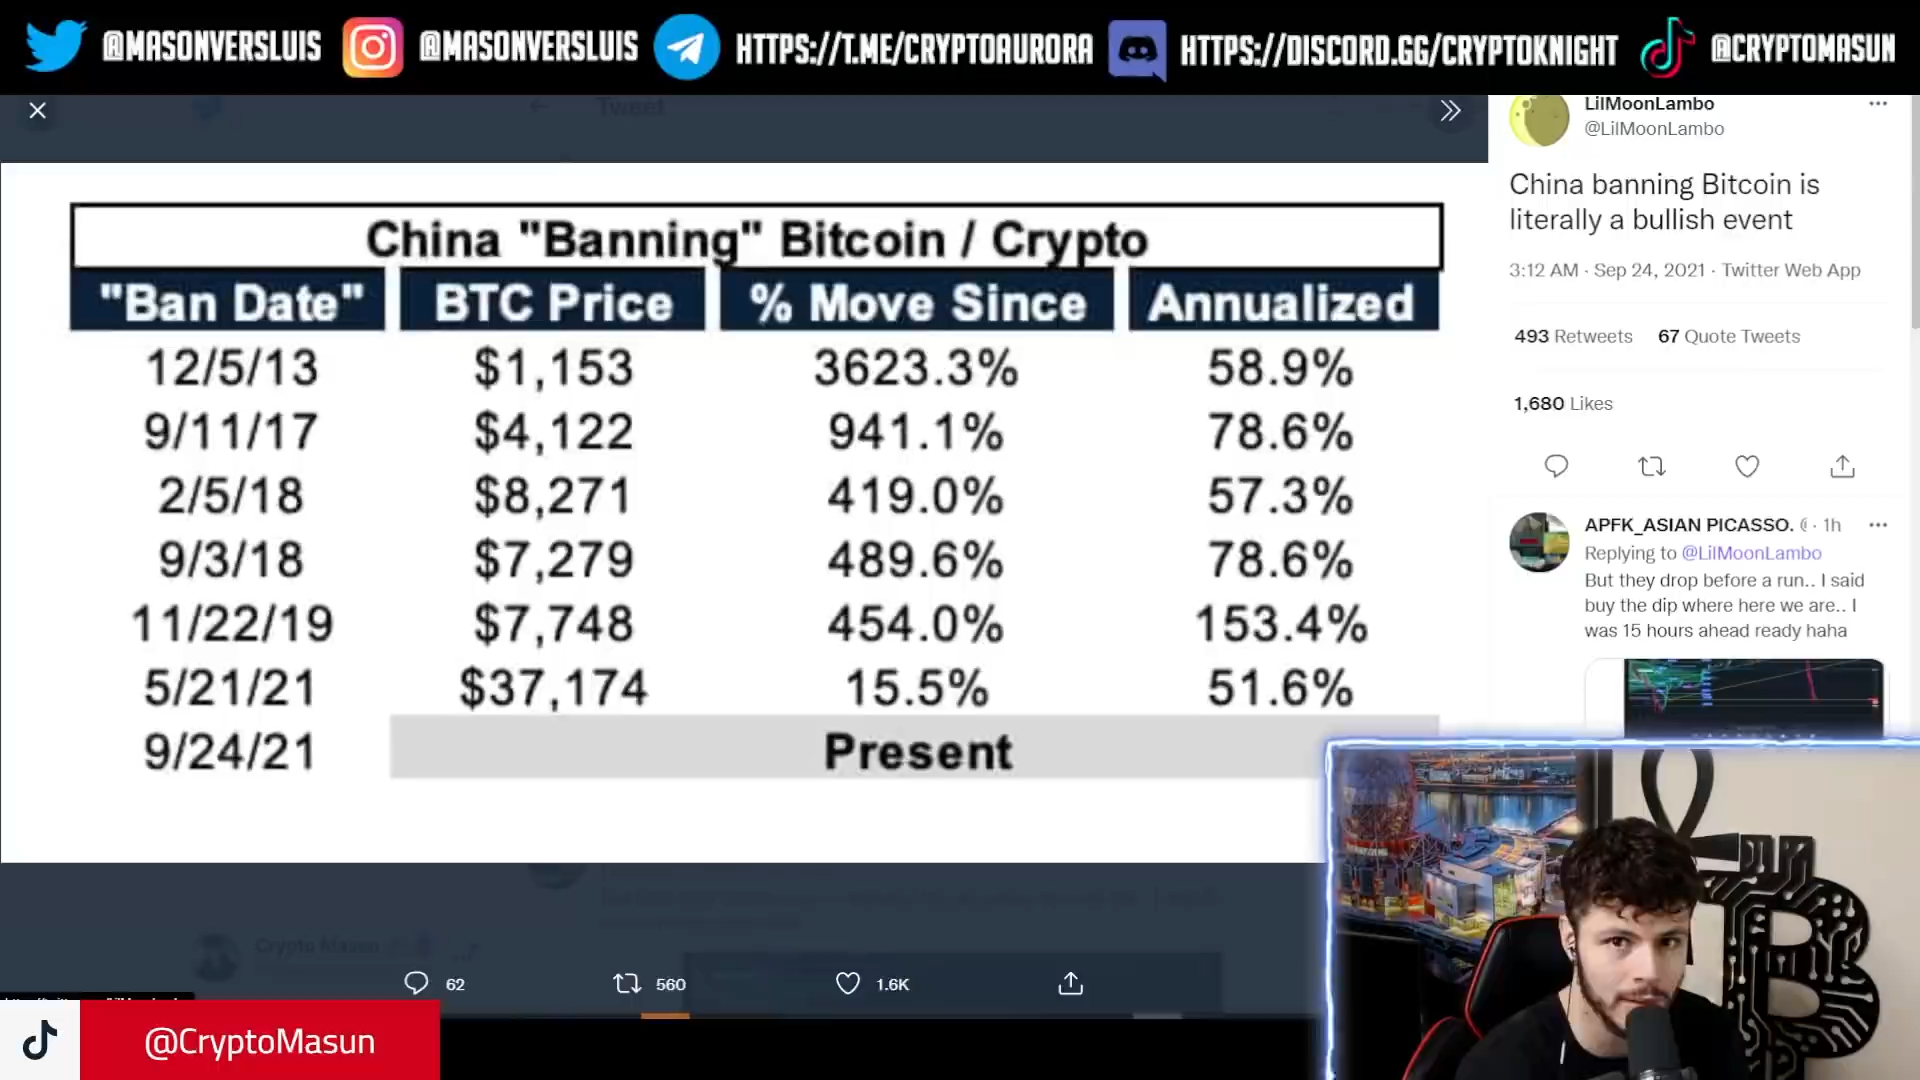 @MASONVERSLUIS @MASONVERSLUIS HTTPS://T.ME/CRYPTOAURORA HTTPS://DISCORD.GG/CRYPTOKNIGHT @CRYPTOMASUN
Tweet
China "Banning" Bitcoin / Crypto
"Ban Date" BTC Price % Move Since Annualized
12/5/13 $1,153 3623.3% 58.9%
9/11/17 $4,122 941.1% 78.6%
2/5/18 $8,271 419.0% 57.3%
9/3/18 $7,279 489.6% 78.6%
11/22/19 $7,748 454.0% 153.4%
5/21/21 $37,174 15.5% 51.6%
9/24/21 Present
LilMoonLambo
@LilMoonLambo
China banning Bitcoin is
literally a bullish event
3:12 AM · Sep 24, 2021 · Twitter Web App
493 Retweets 67 Quote Tweets
1,680 Likes
APFK_ASIAN PICASSO. · 1h
Replying to @LilMoonLambo
But they drop before a run.. I said
buy the dip where here we are.. I
was 15 hours ahead ready haha
Crypto Masun
62 560 1.6K
@CryptoMasun